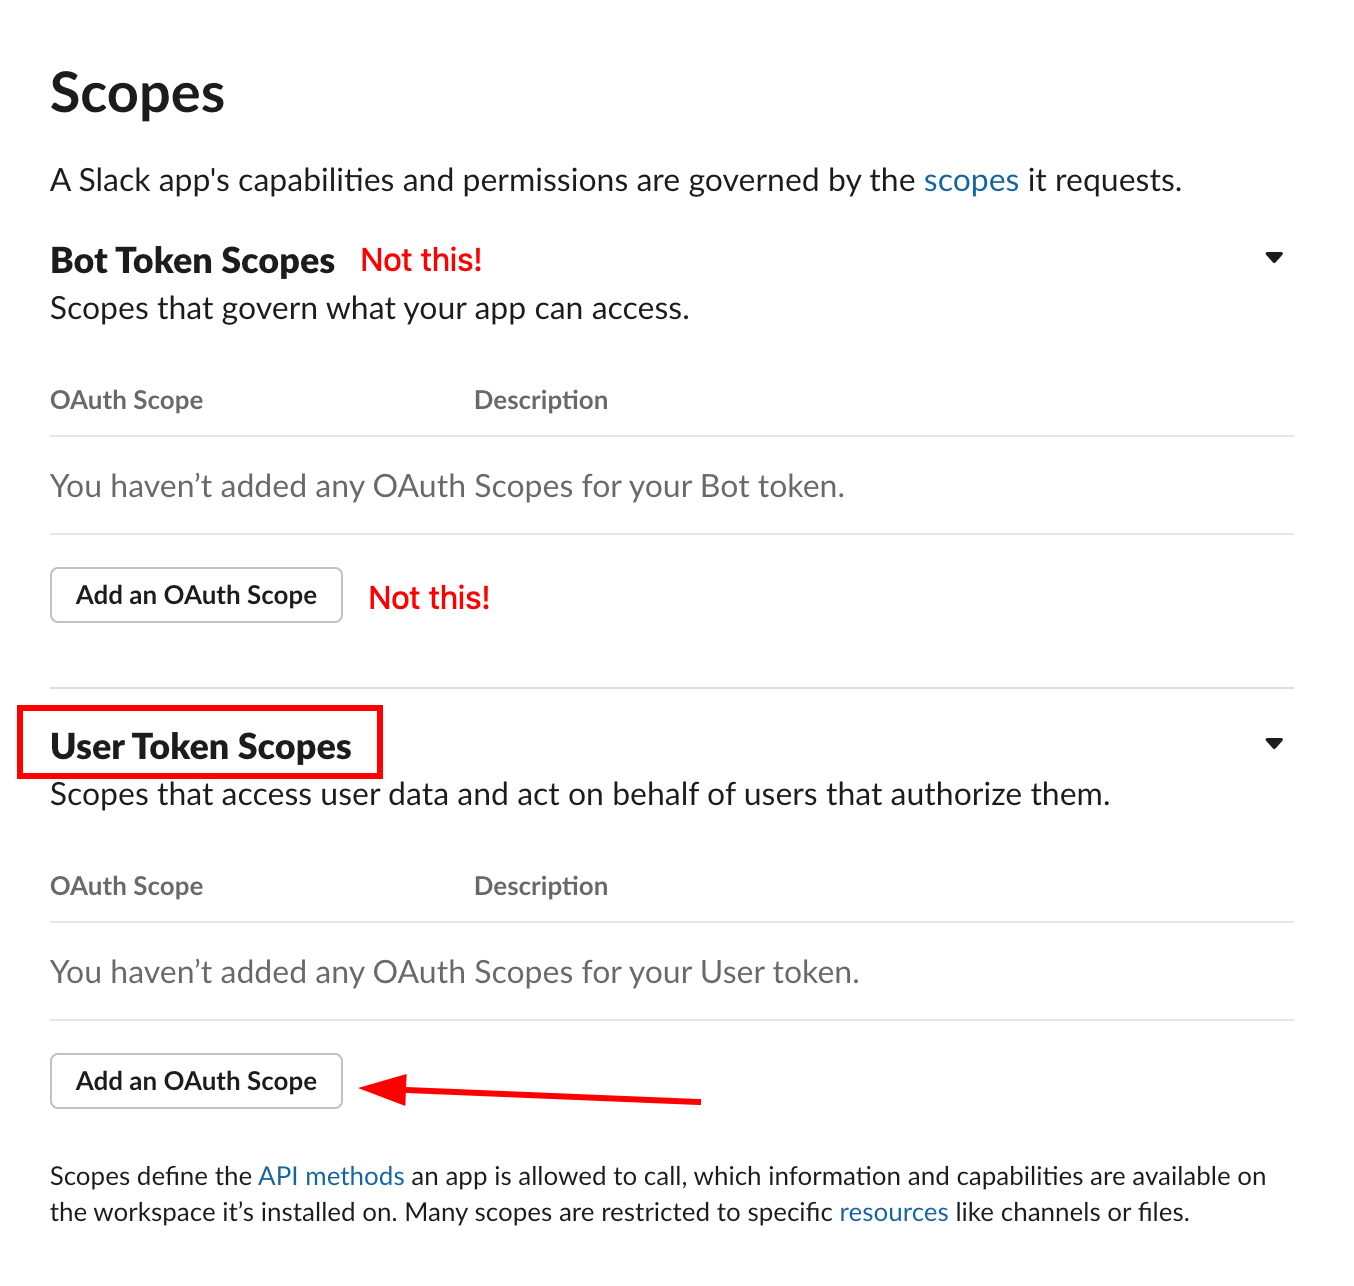 Scopes
A Slack app's capabilities and permissions are governed by the scopes it requests.
Bot Token Scopes Not this!
Scopes that govern what your app can access.
OAuth Scope Description
You haven’t added any OAuth Scopes for your Bot token.
Add an OAuth Scope Not this!
User Token Scopes
Scopes that access user data and act on behalf of users that authorize them.
OAuth Scope Description
You haven’t added any OAuth Scopes for your User token.
Add an OAuth Scope
Scopes define the API methods an app is allowed to call, which information and capabilities are available on
the workspace it’s installed on. Many scopes are restricted to specific resources like channels or files.